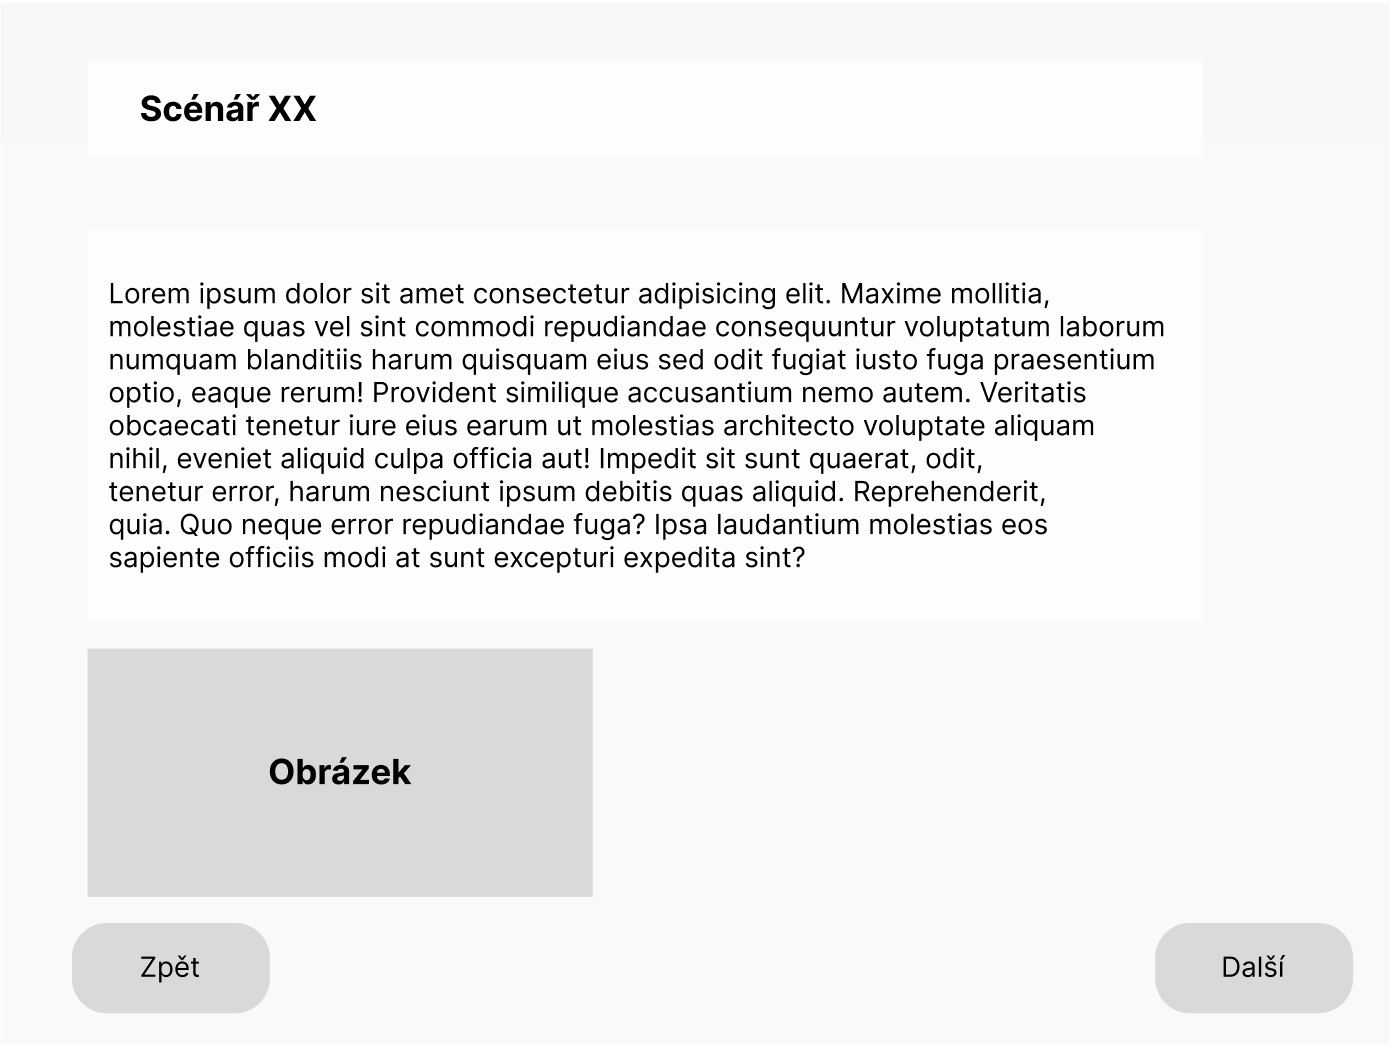 Scénář XX
Lorem ipsum dolor sit amet consectetur adipisicing elit. Maxime mollitia,
molestiae quas vel sint commodi repudiandae consequuntur voluptatum laborum
numquam blanditiis harum quisquam eius sed odit fugiat iusto fuga praesentium
optio, eaque rerum! Provident similique accusantium nemo autem. Veritatis
obcaecati tenetur iure eius earum ut molestias architecto voluptate aliquam
nihil, eveniet aliquid culpa officia aut! Impedit sit sunt quaerat, odit,
tenetur error, harum nesciunt ipsum debitis quas aliquid. Reprehenderit,
quia. Quo neque error repudiandae fuga? Ipsa laudantium molestias eos
sapiente officiis modi at sunt excepturi expedita sint?
Obrázek
Zpět
Další